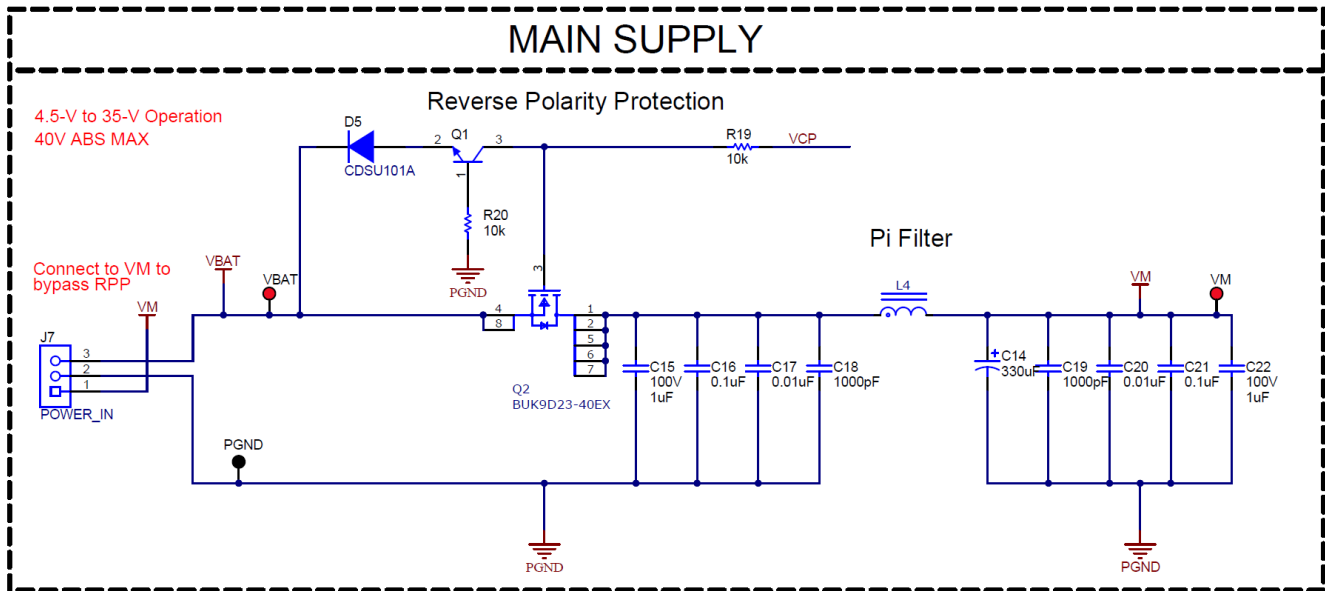 MAIN SUPPLY
Reverse Polarity Protection
4.5-V to 35-V Operation
40V ABS MAX
D5
CDSU101A
2
Q1
3
1
R19
10k
VCP
R20
10k
PGND
Pi Filter
Connect to VM to
bypass RPP
VM
VBAT
VBAT
J7
3
2
1
POWER_IN
PGND
3
4
8
1
2
5
6
7
Q2
BUK9D23-40EX
L4
VM
VM
C15
100V
1uF
C16
0.1uF
C17
0.01uF
C18
1000pF
+
C14
330uF
C19
1000pF
C20
0.01uF
C21
0.1uF
C22
100V
1uF
PGND
PGND